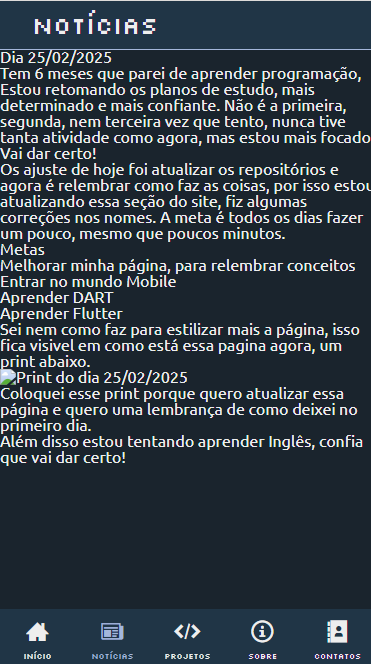 NOTÍCIAS
Dia 25/02/2025
Tem 6 meses que parei de aprender programação,
Estou retomando os planos de estudo, mais
determinado e mais confiante. Não é a primeira,
segunda, nem terceira vez que tento, nunca tive
tanta atividade como agora, mas estou mais focado
Vai dar certo!
Os ajuste de hoje foi atualizar os repositórios e
agora é relembrar como faz as coisas, por isso estou
atualizando essa seção do site, fiz algumas
correções nos nomes. A meta é todos os dias fazer
um pouco, mesmo que poucos minutos.
Metas
Melhorar minha página, para relembrar conceitos
Entrar no mundo Mobile
Aprender DART
Aprender Flutter
Sei nem como faz para estilizar mais a página, isso
fica visivel em como está essa pagina agora, um
print abaixo.
Print do dia 25/02/2025
Coloquei esse print porque quero atualizar essa
página e quero uma lembrança de como deixei no
primeiro dia.
Além disso estou tentando aprender Inglês, confia
que vai dar certo!
INÍCIO NOTÍCIAS PROJETOS SOBRE CONTATOS